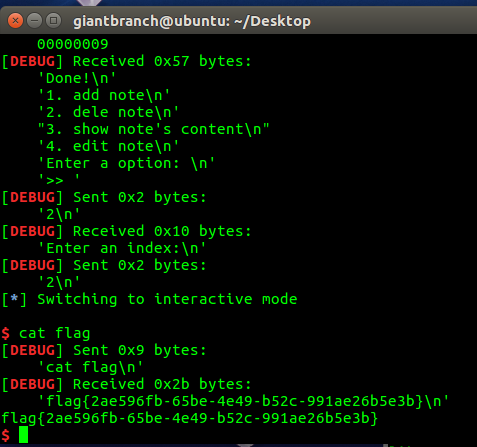 giantbranch@ubuntu: ~/Desktop
00000009
[DEBUG] Received 0x57 bytes:
'Done!\n'
'1. add note\n'
'2. dele note\n'
"3. show note's content\n"
'4. edit note\n'
'Enter a option: \n'
'>> '
[DEBUG] Sent 0x2 bytes:
'2\n'
[DEBUG] Received 0x10 bytes:
'Enter an index:\n'
[DEBUG] Sent 0x2 bytes:
'2\n'
[*] Switching to interactive mode
$ cat flag
[DEBUG] Sent 0x9 bytes:
'cat flag\n'
[DEBUG] Received 0x2b bytes:
'flag{2ae596fb-65be-4e49-b52c-991ae26b5e3b}\n'
flag{2ae596fb-65be-4e49-b52c-991ae26b5e3b}
$